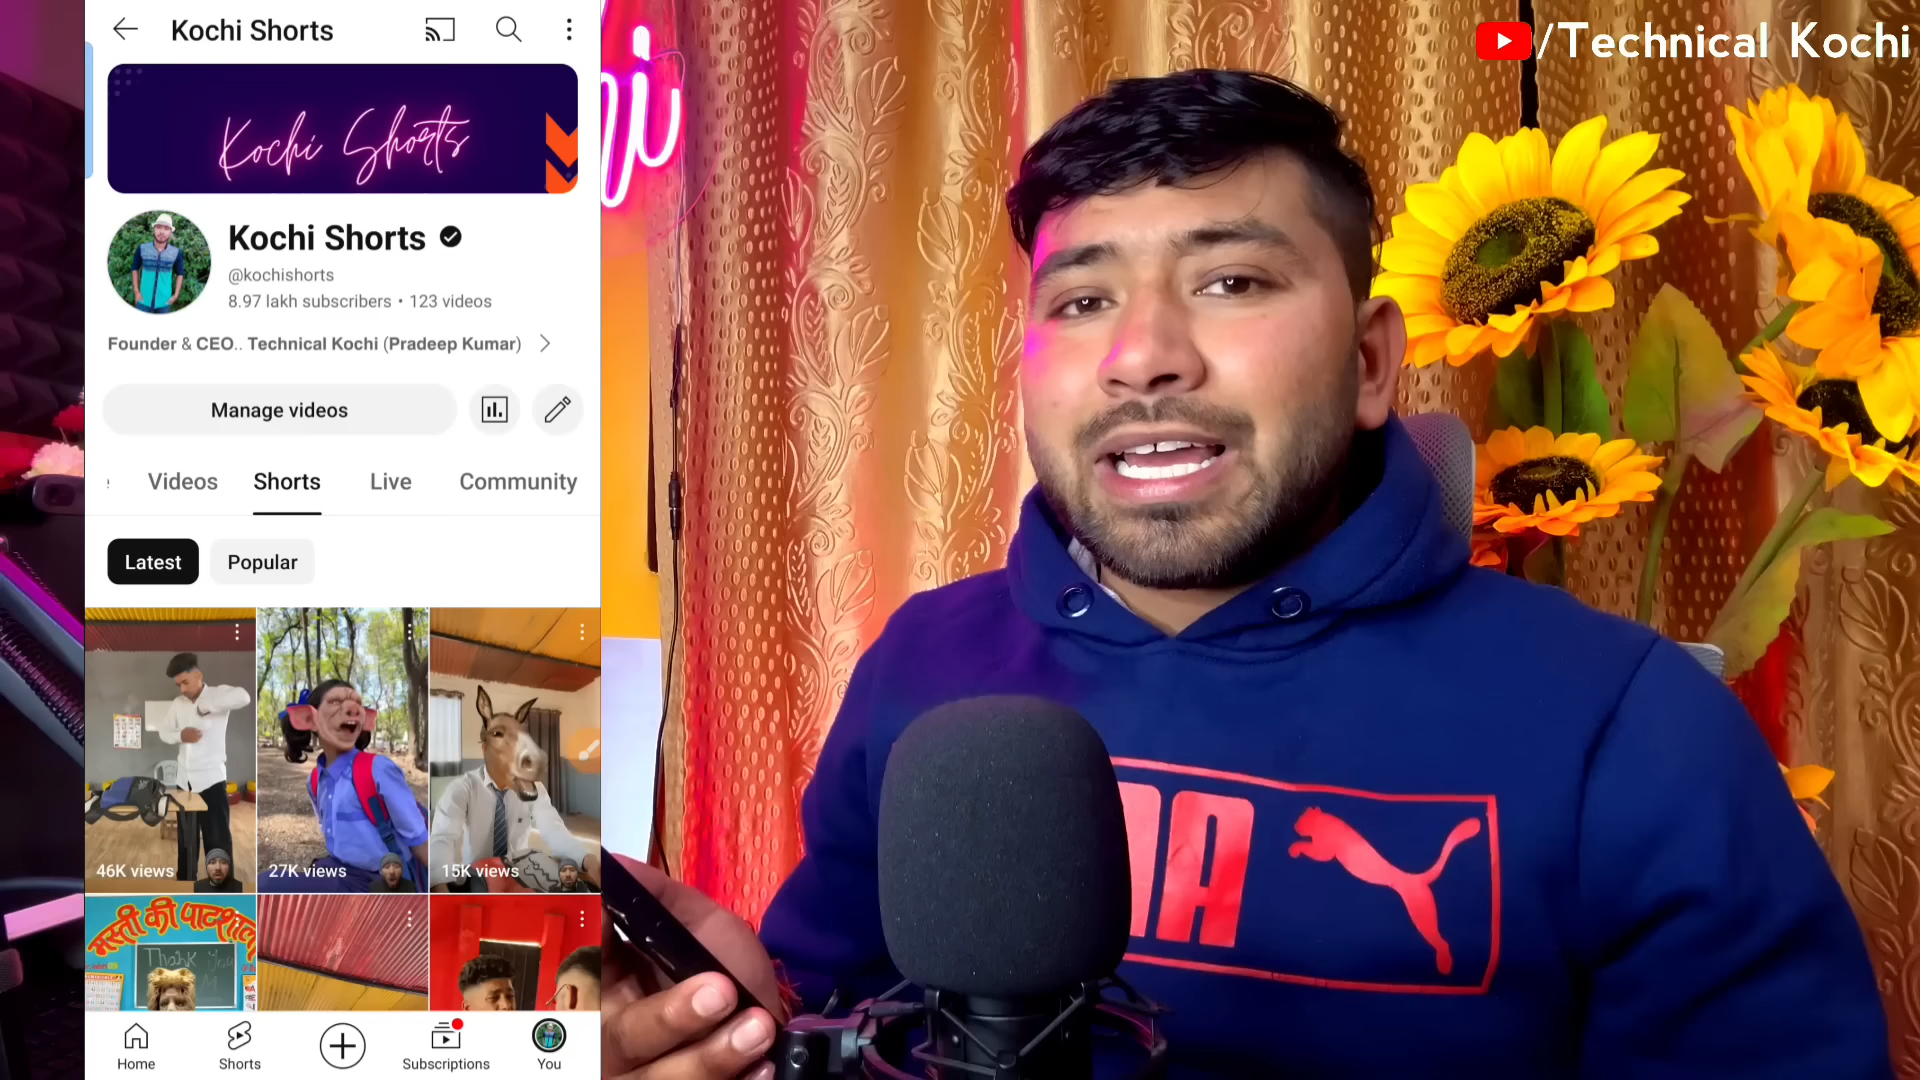 Kochi Shorts
/Technical Kochi
Kochi Shorts
Kochi Shorts
@kochishorts
8.97 lakh subscribers • 123 videos
Founder & CEO.. Technical Kochi (Pradeep Kumar)
Manage videos
Videos Shorts Live Community
Latest Popular
46K views 27K views 15K views
मस्ती की पाठशाला
Thank You
M
Home Shorts Subscriptions You